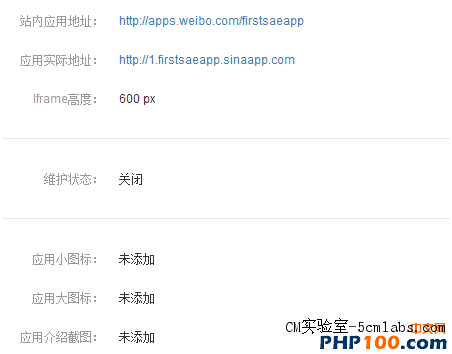 站内应用地址： http://apps.weibo.com/firstsaeapp
应用实际地址： http://1.firstsaeapp.sinaapp.com
Iframe高度： 600 px
维护状态： 关闭
应用小图标： 未添加
应用大图标： 未添加
应用介绍截图： 未添加
CM实验室-5cmlabs.com
PHP100.com